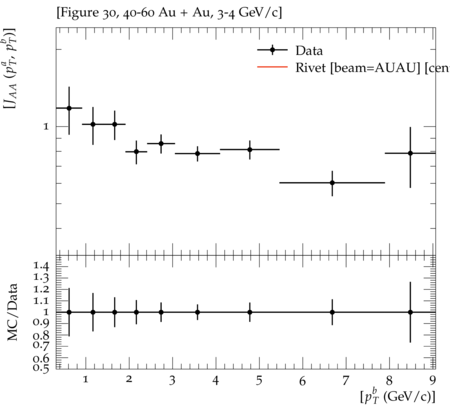 [Figure 30, 40-60 Au + Au, 3-4 GeV/c]
[J_AA (p_T^a, p_T^b)]
Data
Rivet [beam=AUAU] [cen
1
MC/Data
1.4
1.3
1.2
1.1
1
0.9
0.8
0.7
0.6
0.5
1 2 3 4 5 6 7 8 9
[p_T^b (GeV/c)]